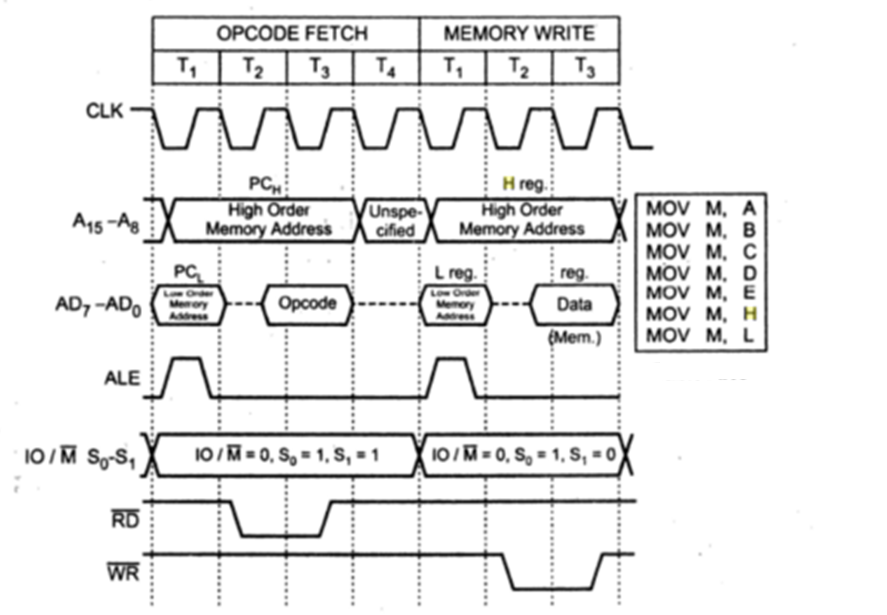 OPCODE FETCH MEMORY WRITE
T1 T2 T3 T4 T1 T2 T3
CLK
PCH H reg.
A15 –A8 High Order Memory Address Unspe-cified High Order Memory Address
PCL L reg. reg.
AD7 –AD0 Low Order Memory Address Opcode Low Order Memory Address Data
(Mem.)
ALE
IO / M̅ S0-S1 IO / M̅ = 0, S0 = 1, S1 = 1 IO / M̅ = 0, S0 = 1, S1 = 0
R̅D̅
W̅R̅
MOV M, A
MOV M, B
MOV M, C
MOV M, D
MOV M, E
MOV M, H
MOV M, L